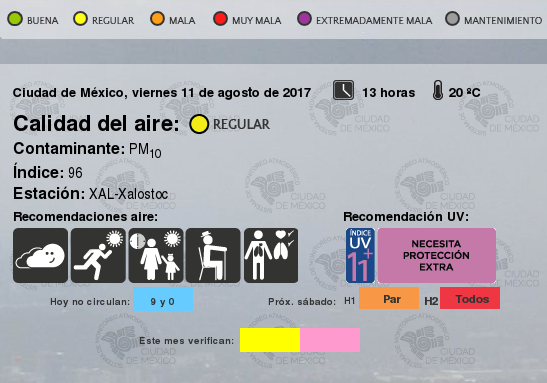 BUENA REGULAR MALA MUY MALA EXTREMADAMENTE MALA MANTENIMIENTO
Ciudad de México, viernes 11 de agosto de 2017 13 horas 20 ºC
Calidad del aire: REGULAR
Contaminante: PM10
Índice: 96
Estación: XAL-Xalostoc
Recomendaciones aire: Recomendación UV:
ÍNDICE UV 11+ NECESITA PROTECCIÓN EXTRA
Hoy no circulan: 9 y 0 Próx. sábado: H1 Par H2 Todos
Este mes verifican:
CIUDAD DE MÉXICO